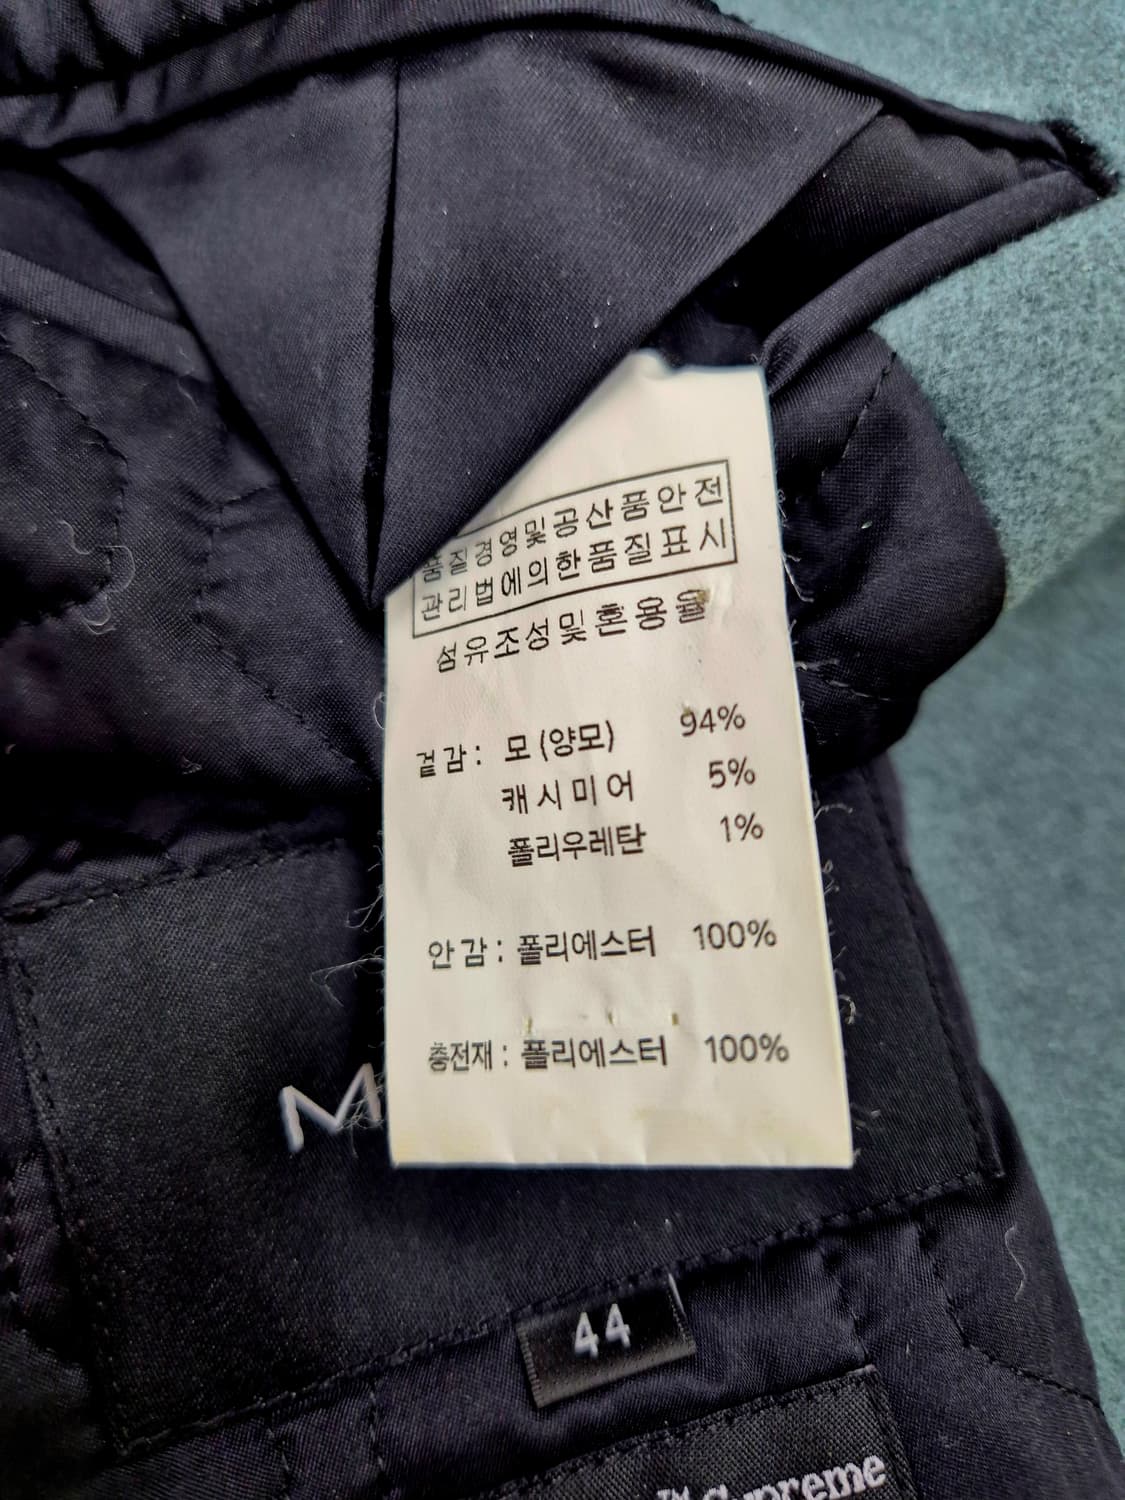 품질경영및공산품안전
관리법에의한품질표시
섬유조성및혼용율
겉감: 모(양모) 94%
캐시미어 5%
폴리우레탄 1%
안감: 폴리에스터 100%
충전재: 폴리에스터 100%
M
44
™ Supreme